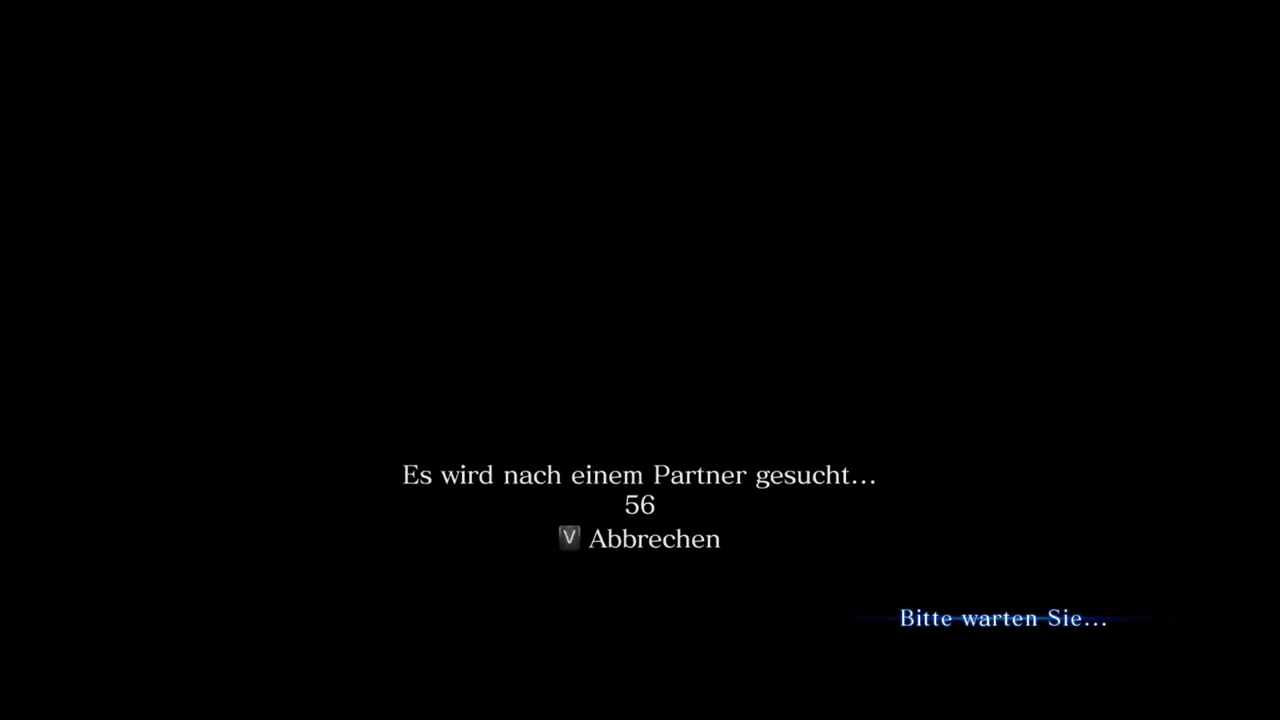 Es wird nach einem Partner gesucht...
56
V Abbrechen
Bitte warten Sie...